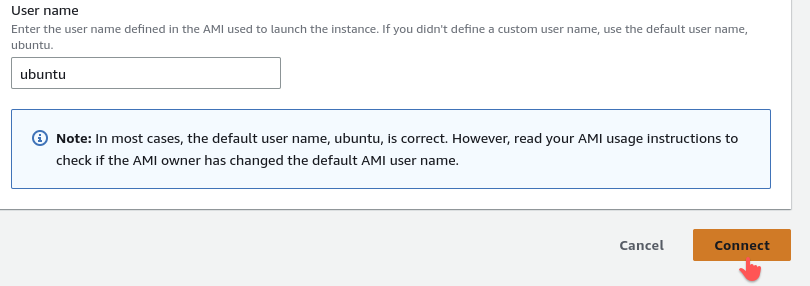 User name
Enter the user name defined in the AMI used to launch the instance. If you didn't define a custom user name, use the default user name,
ubuntu.
ubuntu
Note: In most cases, the default user name, ubuntu, is correct. However, read your AMI usage instructions to
check if the AMI owner has changed the default AMI user name.
Cancel Connect